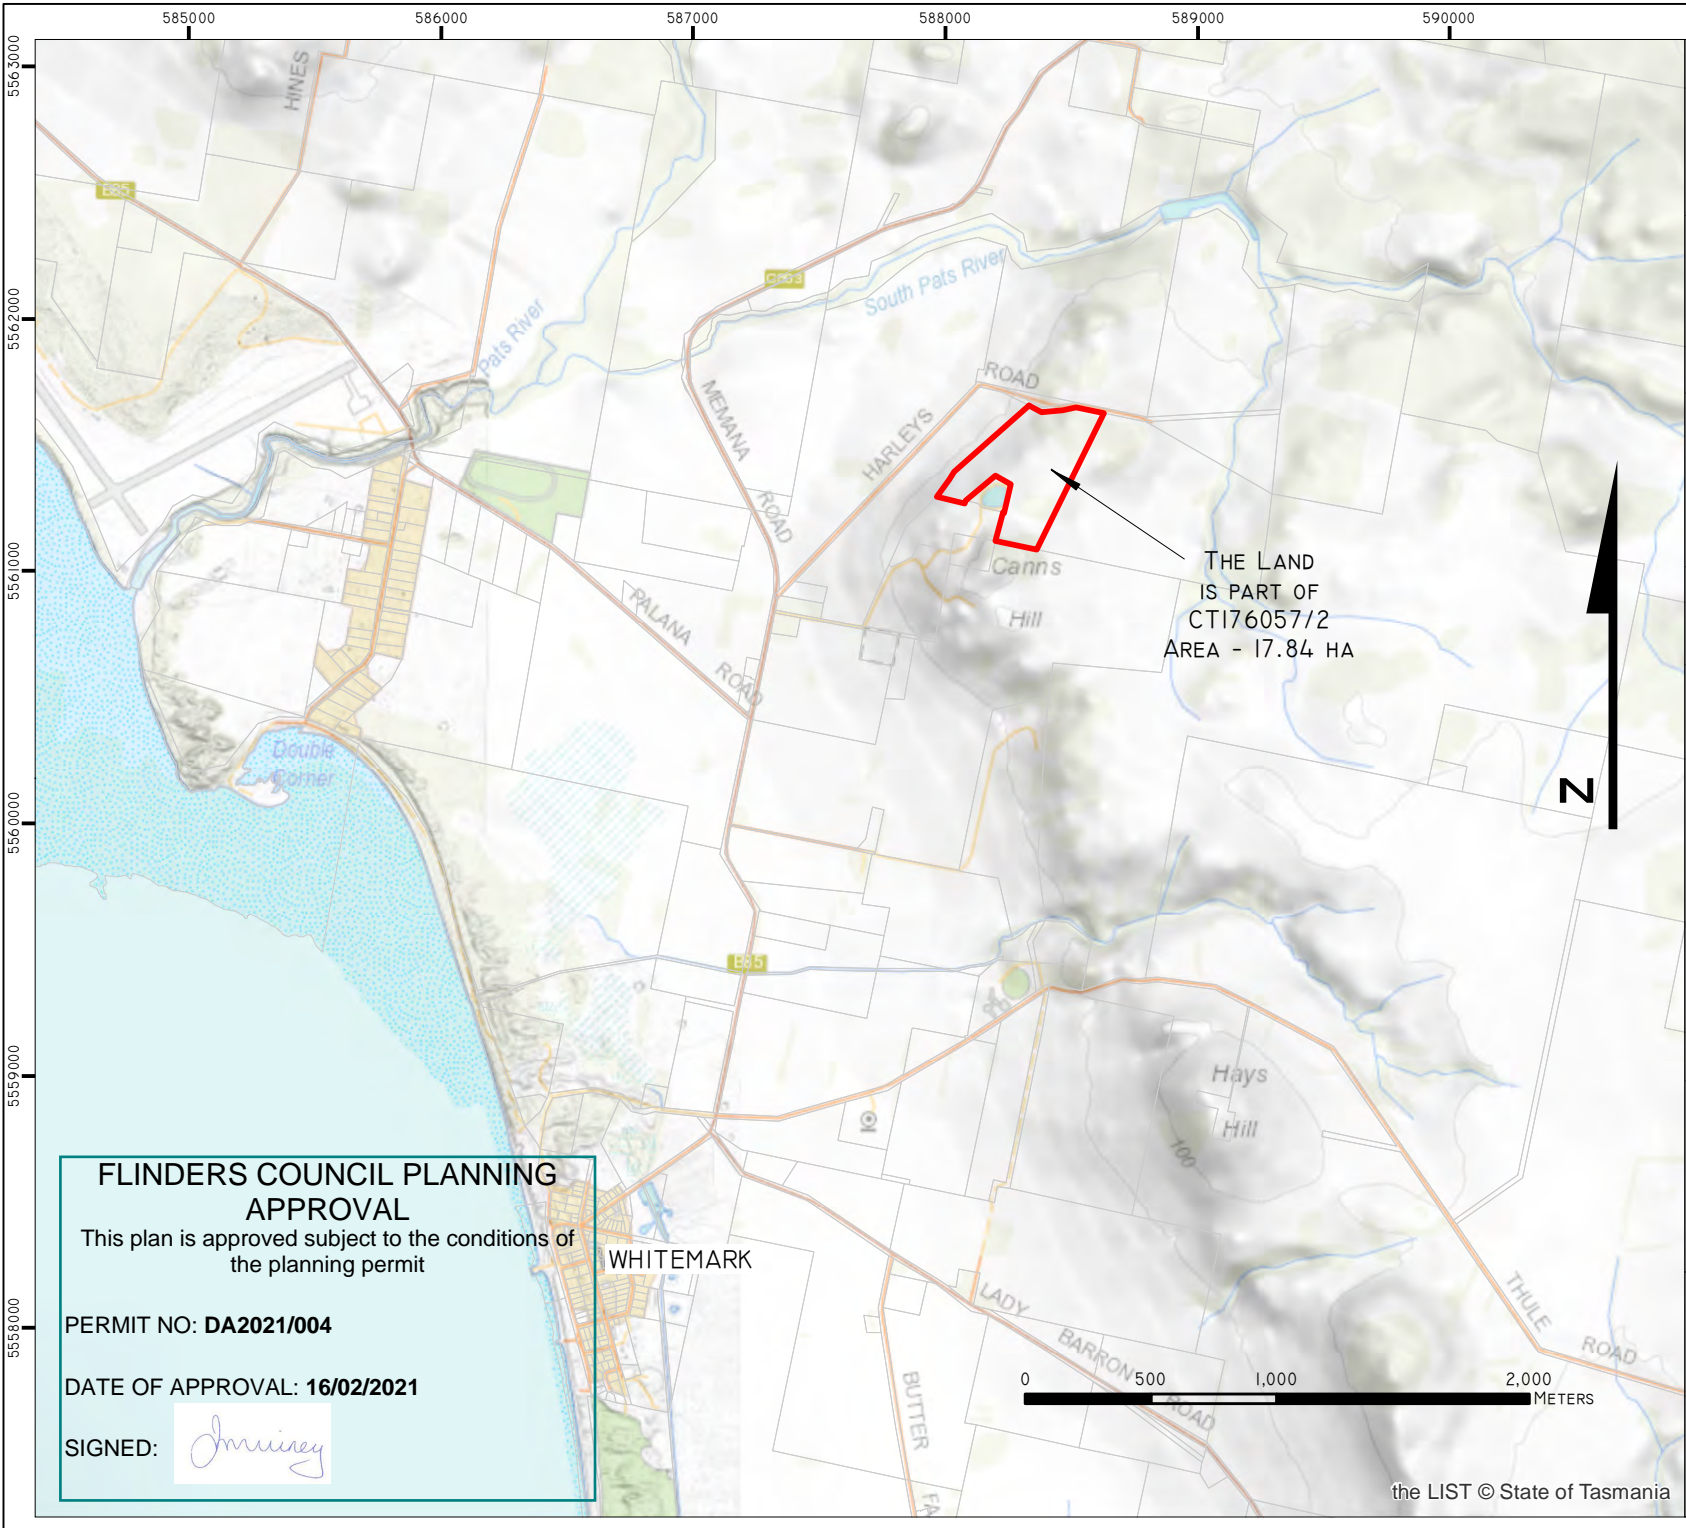 585000
586000
587000
588000
589000
590000
5563000
5562000
5561000
5560000
5559000
5558000
HINES
B85
C803
Pats River
South Pats River
MEMANA
ROAD
HARLEYS
ROAD
PALANA
ROAD
Canns
Hill
THE LAND
IS PART OF
CT176057/2
AREA - 17.84 HA
N
Double
Corner
B85
Hays
Hill
100
WHITEMARK
LADY
BARRON
ROAD
THULE
ROAD
BUTTER
FA
0 500 1,000 2,000
METERS
FLINDERS COUNCIL PLANNING
APPROVAL
This plan is approved subject to the conditions of
the planning permit
PERMIT NO: DA2021/004
DATE OF APPROVAL: 16/02/2021
SIGNED:
the LIST © State of Tasmania